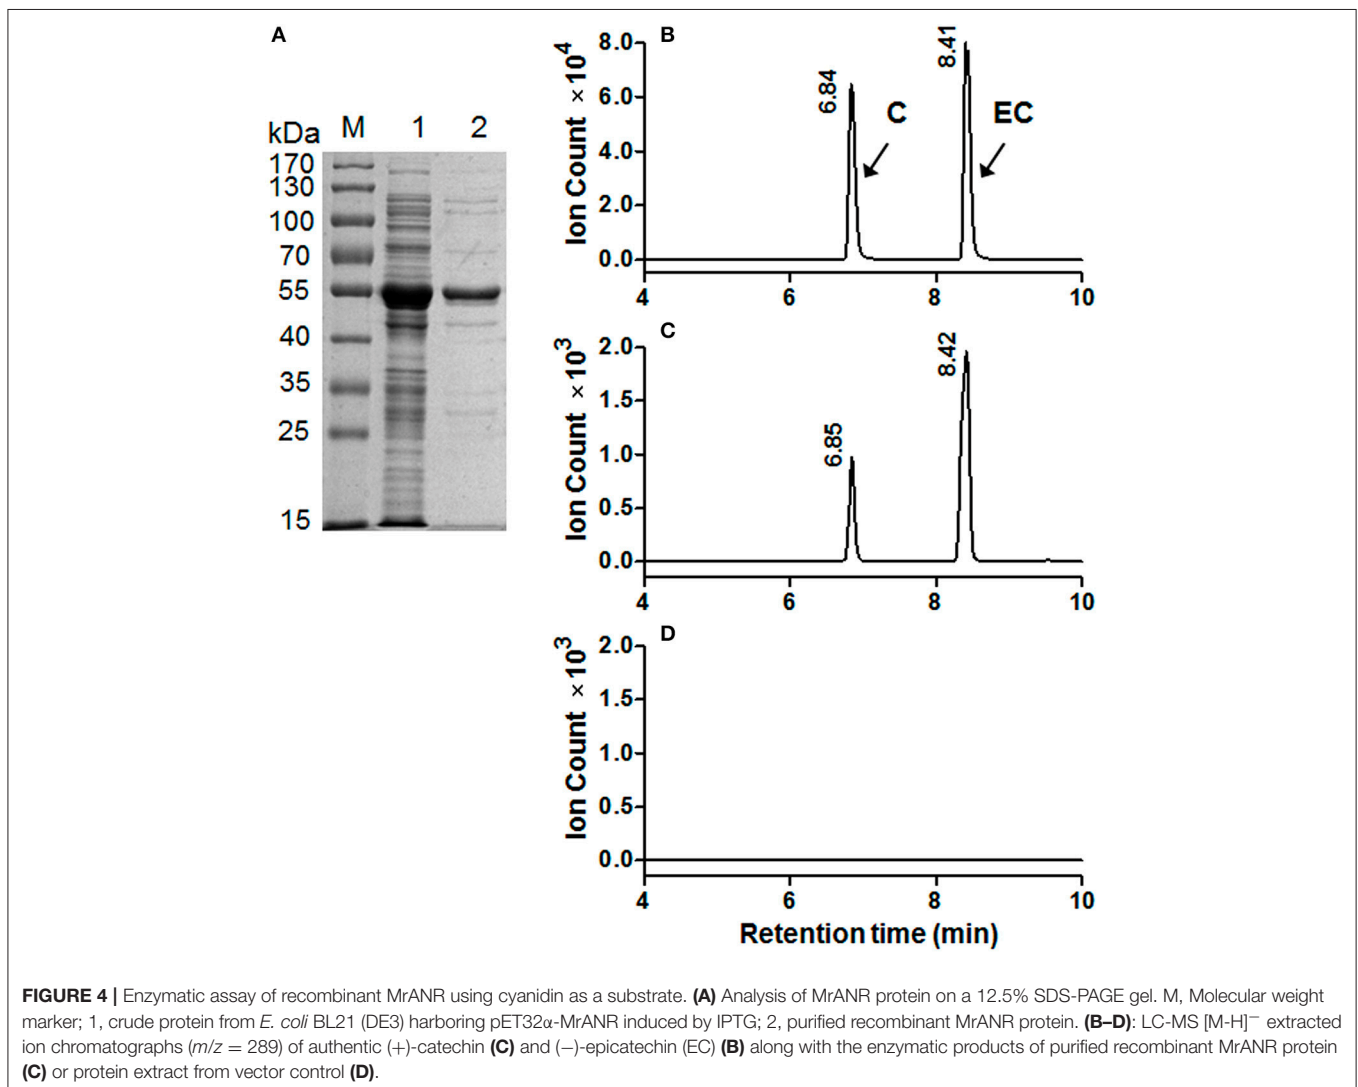 A
kDa M 1 2
170
130
100
70
55
40
35
25
15
B
Ion Count ×10⁴
8.0
6.0
4.0
2.0
0.0
6.84
8.41
C
EC
4 6 8 10
C
Ion Count ×10³
2.0
1.5
1.0
0.5
0.0
6.85
8.42
4 6 8 10
D
Ion Count ×10³
2.0
1.5
1.0
0.5
0.0
4 6 8 10
Retention time (min)
FIGURE 4 | Enzymatic assay of recombinant MrANR using cyanidin as a substrate. (A) Analysis of MrANR protein on a 12.5% SDS-PAGE gel. M, Molecular weight
marker; 1, crude protein from E. coli BL21 (DE3) harboring pET32α-MrANR induced by IPTG; 2, purified recombinant MrANR protein. (B–D): LC-MS [M-H]⁻ extracted
ion chromatographs (m/z = 289) of authentic (+)-catechin (C) and (−)-epicatechin (EC) (B) along with the enzymatic products of purified recombinant MrANR protein
(C) or protein extract from vector control (D).